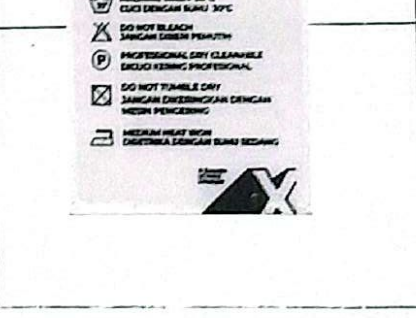 30°
CUCI DENGAN SUHU 30°C
DO NOT BLEACH
JANGAN DIBERI PEMUTIH
P
PROFESSIONAL DRY CLEANABLE
DICUCI KERING PROFESIONAL
DO NOT TUMBLE DRY
JANGAN DIKERINGKAN DENGAN
MESIN PENGERING
MEDIUM HEAT IRON
DISETRIKA DENGAN SUHU SEDANG
X